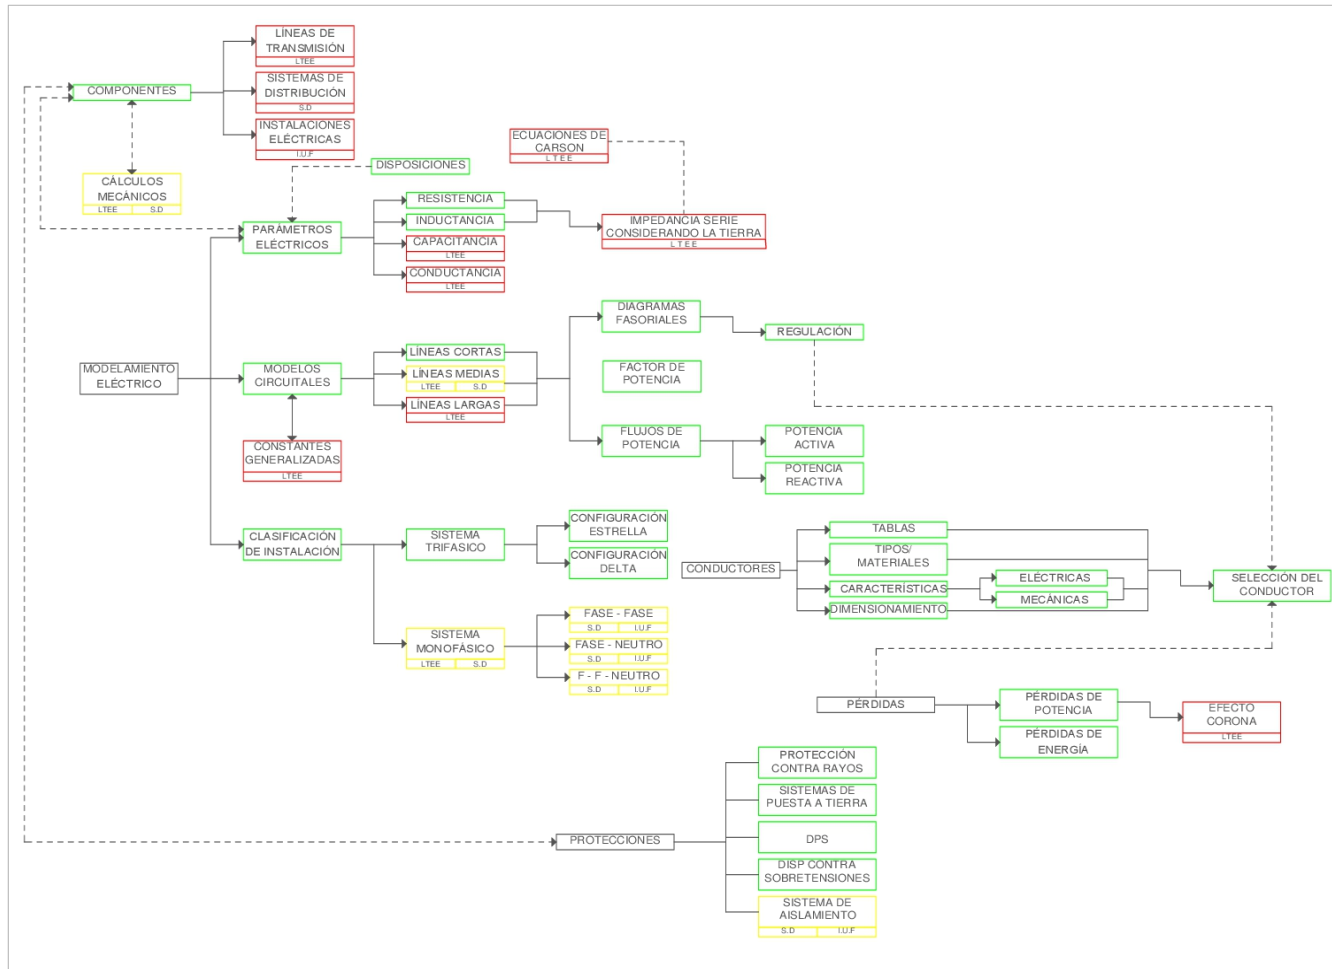 LÍNEAS DE
TRANSMISIÓN
LTEE
COMPONENTES
SISTEMAS DE
DISTRIBUCIÓN
S.D
INSTALACIONES
ELÉCTRICAS
I.U.F
CÁLCULOS
MECÁNICOS
LTEE S.D
ECUACIONES DE
CARSON
LTEE
DISPOSICIONES
PARÁMETROS
ELÉCTRICOS
RESISTENCIA
INDUCTANCIA
CAPACITANCIA
LTEE
CONDUCTANCIA
LTEE
IMPEDANCIA SERIE
CONSIDERANDO LA TIERRA
LTEE
MODELAMIENTO
ELÉCTRICO
MODELOS
CIRCUITALES
CONSTANTES
GENERALIZADAS
LTEE
LÍNEAS CORTAS
LÍNEAS MEDIAS
LTEE S.D
LÍNEAS LARGAS
LTEE
DIAGRAMAS
FASORIALES
REGULACIÓN
FACTOR DE
POTENCIA
FLUJOS DE
POTENCIA
POTENCIA
ACTIVA
POTENCIA
REACTIVA
CLASIFICACIÓN
DE INSTALACIÓN
SISTEMA
TRIFASICO
CONFIGURACIÓN
ESTRELLA
CONFIGURACIÓN
DELTA
SISTEMA
MONOFÁSICO
LTEE S.D
FASE - FASE
S.D I.U.F
FASE - NEUTRO
S.D I.U.F
F - F - NEUTRO
S.D I.U.F
CONDUCTORES
TABLAS
TIPOS/
MATERIALES
CARACTERÍSTICAS
DIMENSIONAMIENTO
ELÉCTRICAS
MECÁNICAS
SELECCIÓN DEL
CONDUCTOR
PÉRDIDAS
PÉRDIDAS DE
POTENCIA
PÉRDIDAS DE
ENERGÍA
EFECTO
CORONA
LTEE
PROTECCIONES
PROTECCIÓN
CONTRA RAYOS
SISTEMAS DE
PUESTA A TIERRA
DPS
DISP CONTRA
SOBRETENSIONES
SISTEMA DE
AISLAMIENTO
S.D I.U.F